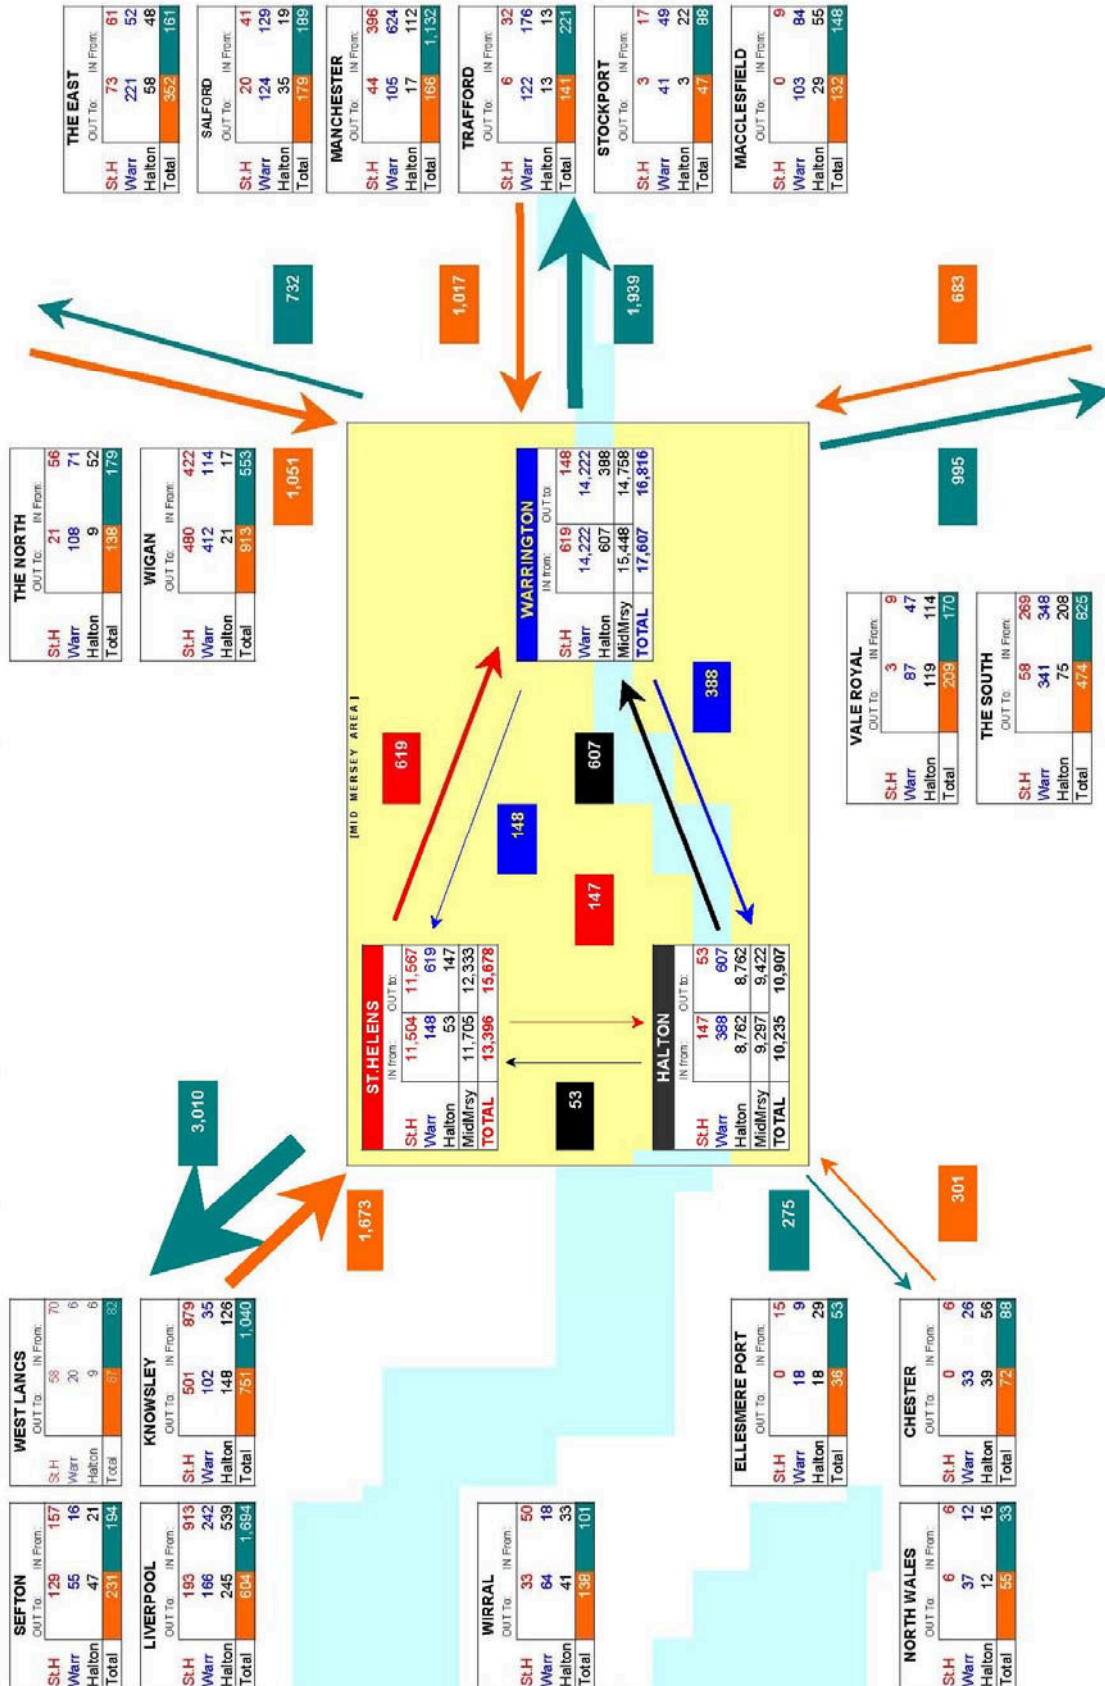 SEFTON
OUT To: IN From:
St.H 129 157
Warr 55 16
Halton 47 21
Total 231 194
WEST LANCS
OUT To: IN From:
St.H 58 70
Warr 20 6
Halton 9 6
Total 87 82
LIVERPOOL
OUT To: IN From:
St.H 193 913
Warr 166 242
Halton 245 539
Total 604 1,694
KNOWSLEY
OUT To: IN From:
St.H 501 879
Warr 102 35
Halton 148 126
Total 751 1,040
THE NORTH
OUT To: IN From:
St.H 21 56
Warr 108 71
Halton 9 52
Total 138 179
WIGAN
OUT To: IN From:
St.H 480 422
Warr 412 114
Halton 21 17
Total 913 553
THE EAST
OUT To: IN From:
St.H 73 61
Warr 221 52
Halton 58 48
Total 352 161
SALFORD
OUT To: IN From:
St.H 20 41
Warr 124 129
Halton 35 19
Total 179 189
MANCHESTER
OUT To: IN From:
St.H 44 396
Warr 105 624
Halton 17 112
Total 166 1,132
TRAFFORD
OUT To: IN From:
St.H 6 32
Warr 122 176
Halton 13 13
Total 141 221
STOCKPORT
OUT To: IN From:
St.H 3 17
Warr 41 49
Halton 3 22
Total 47 88
MACCLESFIELD
OUT To: IN From:
St.H 0 9
Warr 103 84
Halton 29 55
Total 132 148
3,010
1,673
1,051
732
1,017
1,939
[MID MERSEY AREA]
ST.HELENS
IN from: OUT to:
St.H 11,504 11,567
Warr 148 619
Halton 53 147
MidMrsy 11,705 12,333
TOTAL 13,396 15,678
619
148
WARRINGTON
IN from: OUT to:
St.H 619 148
Warr 14,222 14,222
Halton 607 388
MidMrsy 15,448 14,758
TOTAL 17,607 16,816
53
147
607
388
HALTON
IN from: OUT to:
St.H 147 53
Warr 388 607
Halton 8,762 8,762
MidMrsy 9,297 9,422
TOTAL 10,235 10,907
WIRRAL
OUT To: IN From:
St.H 33 50
Warr 64 18
Halton 41 33
Total 138 101
275
301
995
683
ELLESMERE PORT
OUT To: IN From:
St.H 0 15
Warr 18 9
Halton 18 29
Total 36 53
NORTH WALES
OUT To: IN From:
St.H 6 6
Warr 37 12
Halton 12 15
Total 55 33
CHESTER
OUT To: IN From:
St.H 0 6
Warr 33 26
Halton 39 56
Total 72 88
VALE ROYAL
OUT To: IN From:
St.H 3 9
Warr 87 47
Halton 119 114
Total 209 170
THE SOUTH
OUT To: IN From:
St.H 58 269
Warr 341 348
Halton 75 208
Total 474 825